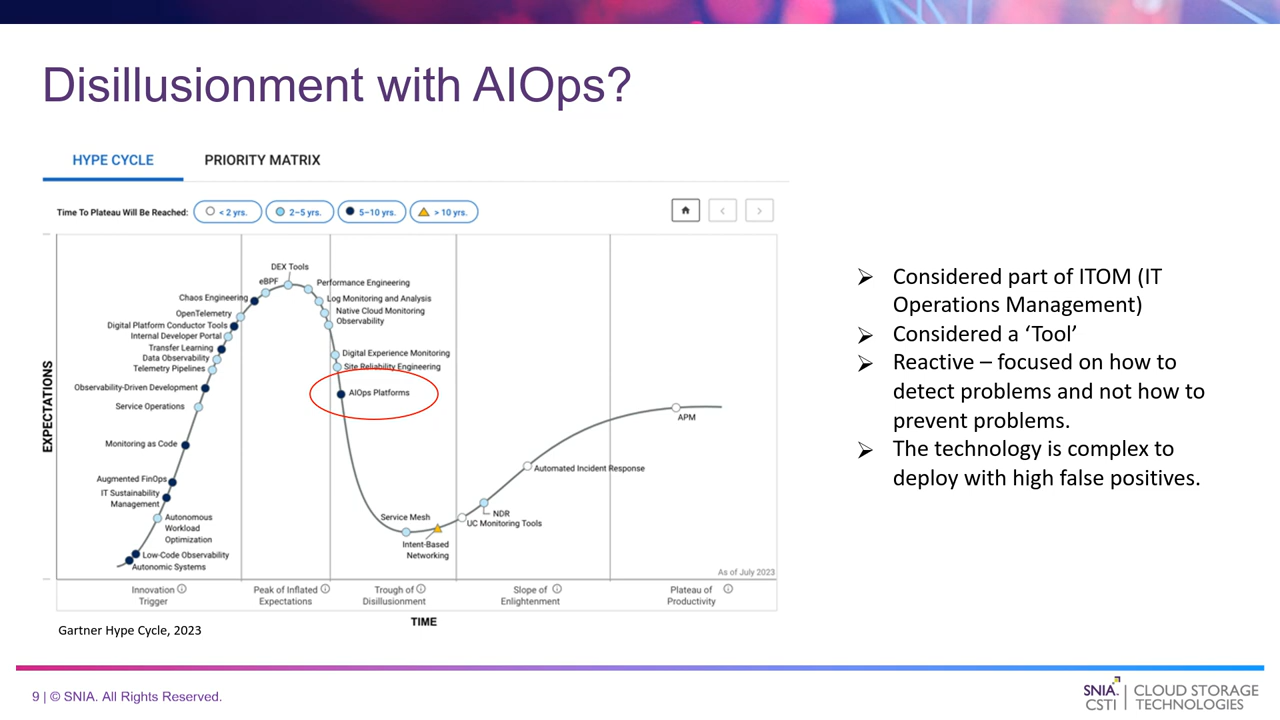 Disillusionment with AIOps?
HYPE CYCLE
PRIORITY MATRIX
Time To Plateau Will Be Reached:
< 2 yrs.
2–5 yrs.
5–10 yrs.
> 10 yrs.
EXPECTATIONS
DEX Tools
eBPF
Performance Engineering
Chaos Engineering
Log Monitoring and Analysis
OpenTelemetry
Native Cloud Monitoring
Observability
Digital Platform Conductor Tools
Internal Developer Portal
Transfer Learning
Data Observability
Telemetry Pipelines
Digital Experience Monitoring
Site Reliability Engineering
Observability-Driven Development
AIOps Platforms
Service Operations
APM
Monitoring as Code
Automated Incident Response
Augmented FinOps
IT Sustainability
Management
Autonomous
Workload
Optimization
Service Mesh
NDR
UC Monitoring Tools
Intent-Based
Networking
Low-Code Observability
Autonomic Systems
As of July 2023
Innovation
Trigger
Peak of Inflated
Expectations
Trough of
Disillusionment
Slope of
Enlightenment
Plateau of
Productivity
TIME
Gartner Hype Cycle, 2023
Considered part of ITOM (IT
Operations Management)
Considered a ‘Tool’
Reactive – focused on how to
detect problems and not how to
prevent problems.
The technology is complex to
deploy with high false positives.
9 | © SNIA. All Rights Reserved.
SNIA.
CSTI
CLOUD STORAGE
TECHNOLOGIES